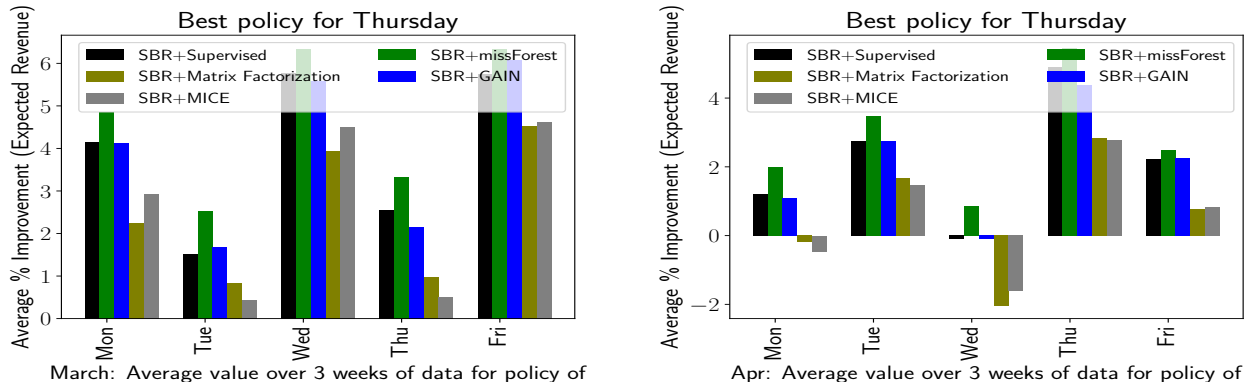 Best policy for Thursday
SBR+Supervised
SBR+Matrix Factorization
SBR+MICE
SBR+missForest
SBR+GAIN
Average % Improvement (Expected Revenue)
6
5
4
3
2
1
0
Mon
Tue
Wed
Thu
Fri
March: Average value over 3 weeks of data for policy of
Best policy for Thursday
SBR+Supervised
SBR+Matrix Factorization
SBR+MICE
SBR+missForest
SBR+GAIN
Average % Improvement (Expected Revenue)
4
2
0
−2
Mon
Tue
Wed
Thu
Fri
Apr: Average value over 3 weeks of data for policy of